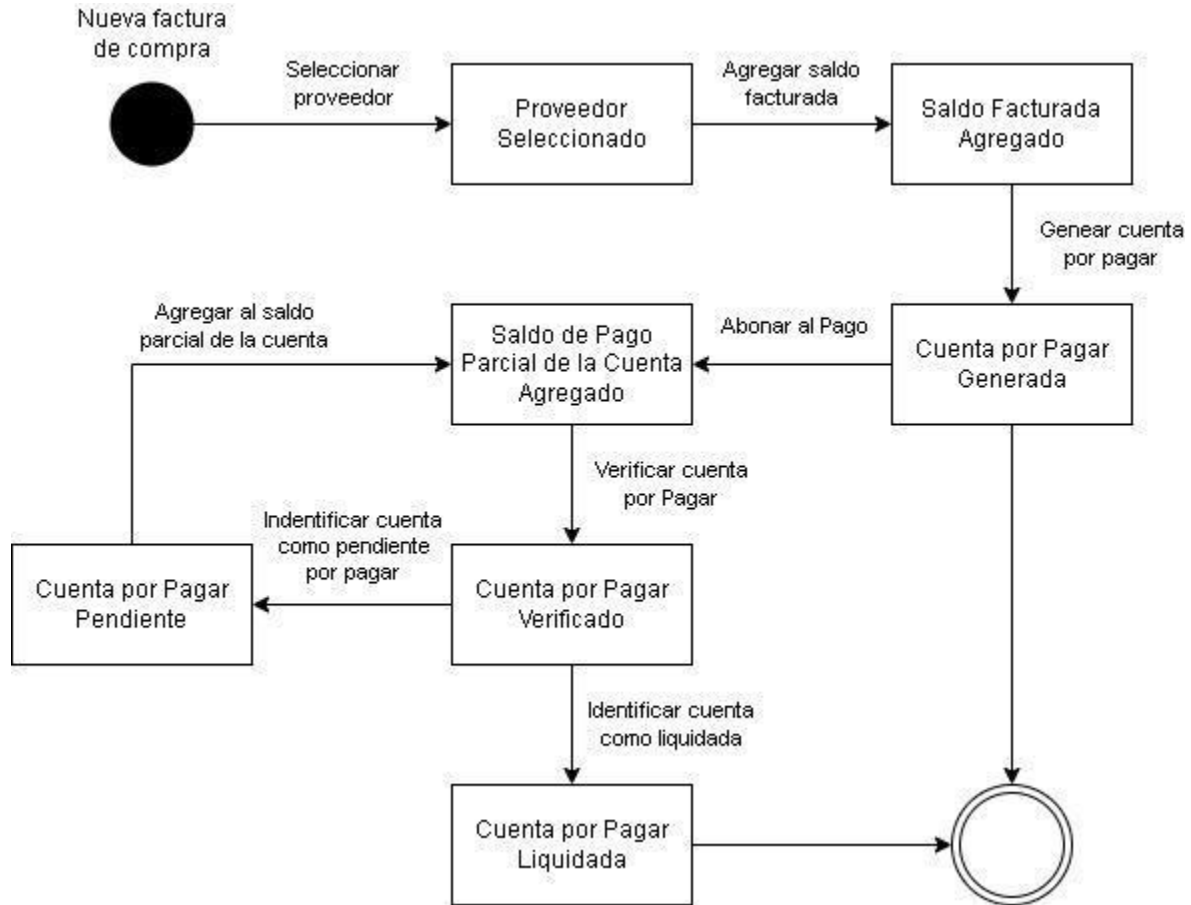 Nueva factura
de compra
Seleccionar
proveedor
Proveedor
Seleccionado
Agregar saldo
facturada
Saldo Facturada
Agregado
Genear cuenta
por pagar
Cuenta por Pagar
Generada
Abonar al Pago
Saldo de Pago
Parcial de la Cuenta
Agregado
Agregar al saldo
parcial de la cuenta
Verificar cuenta
por Pagar
Cuenta por Pagar
Verificado
Indentificar cuenta
como pendiente
por pagar
Cuenta por Pagar
Pendiente
Identificar cuenta
como liquidada
Cuenta por Pagar
Liquidada